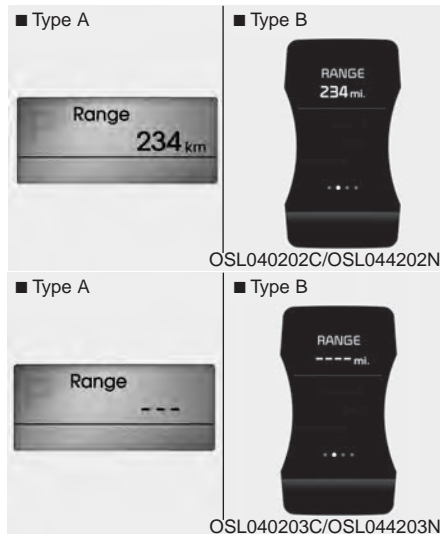 ■ Type A
■ Type B
Range
234 km
RANGE
234 mi.
OSL040202C/OSL044202N
■ Type A
■ Type B
Range
---
RANGE
---- mi.
OSL040203C/OSL044203N